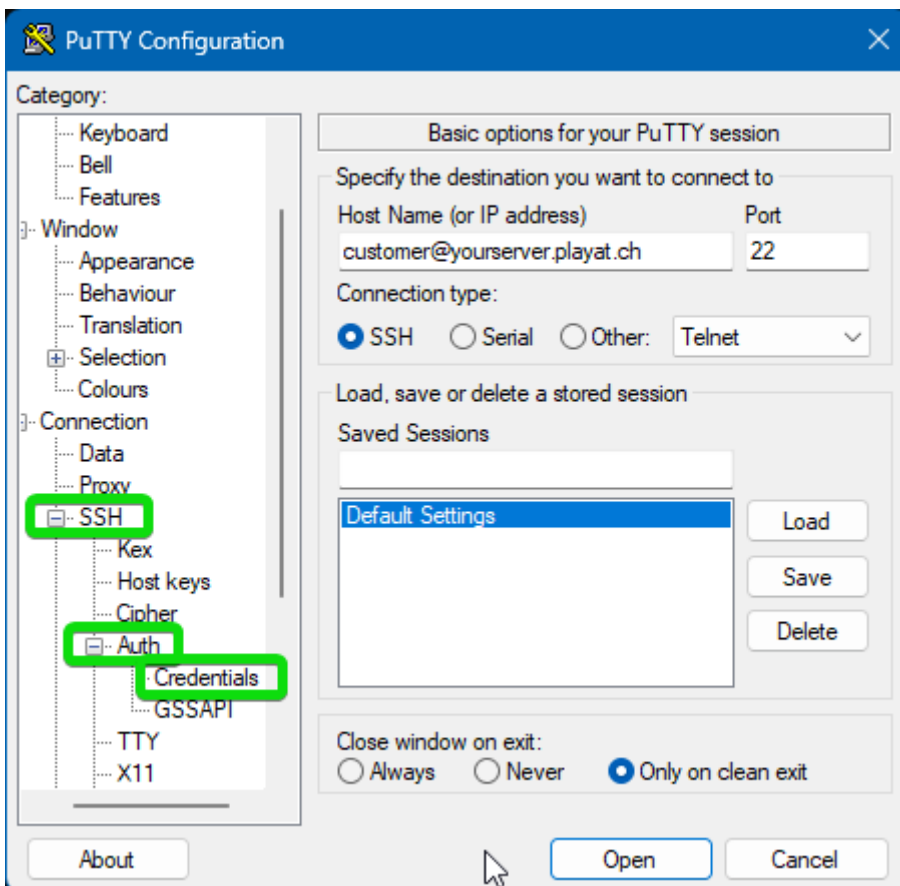 PuTTY Configuration
Category:
Keyboard
Bell
Features
Window
Appearance
Behaviour
Translation
Selection
Colours
Connection
Data
Proxy
SSH
Kex
Host keys
Cipher
Auth
Credentials
GSSAPI
TTY
X11
Basic options for your PuTTY session
Specify the destination you want to connect to
Host Name (or IP address) Port
customer@yourserver.playat.ch 22
Connection type:
SSH Serial Other: Telnet
Load, save or delete a stored session
Saved Sessions
Default Settings
Load
Save
Delete
Close window on exit:
Always Never Only on clean exit
About Open Cancel